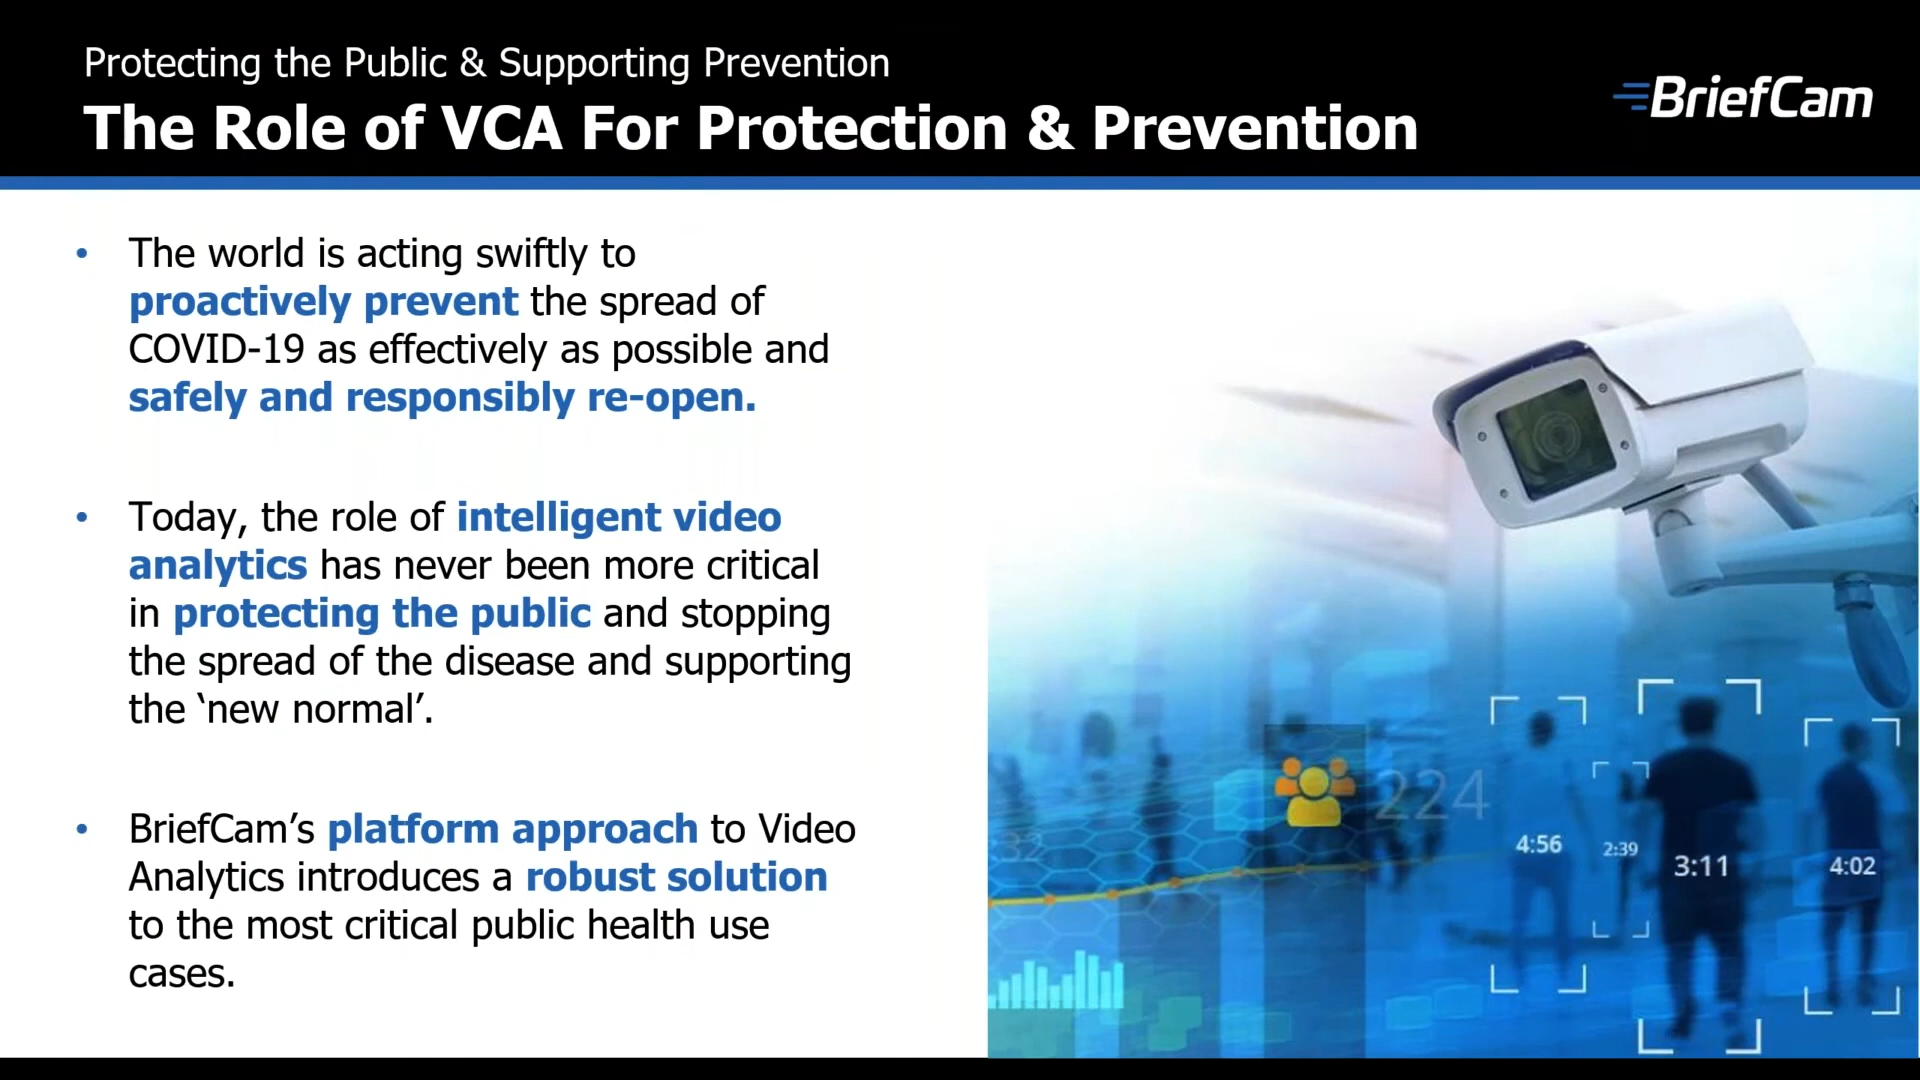 Protecting the Public & Supporting Prevention
The Role of VCA For Protection & Prevention
BriefCam
• The world is acting swiftly to
proactively prevent the spread of
COVID-19 as effectively as possible and
safely and responsibly re-open.
• Today, the role of intelligent video
analytics has never been more critical
in protecting the public and stopping
the spread of the disease and supporting
the ‘new normal’.
• BriefCam’s platform approach to Video
Analytics introduces a robust solution
to the most critical public health use
cases.
224
32
4:56
2:39
3:11
4:02